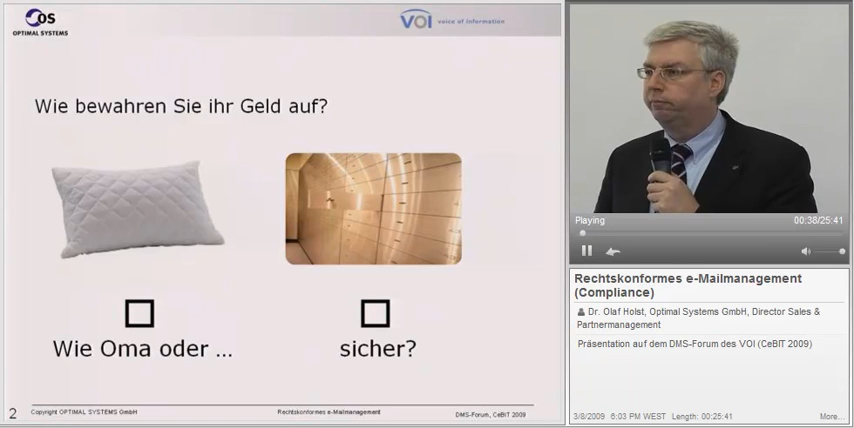 OS
OPTIMAL SYSTEMS
VOI voice of information
Wie bewahren Sie ihr Geld auf?
Wie Oma oder ...
sicher?
2
Copyright OPTIMAL SYSTEMS GmbH
Rechtskonformes e-Mailmanagement
DMS-Forum, CeBIT 2009
Playing
00:38/25:41
Rechtskonformes e-Mailmanagement
(Compliance)
Dr. Olaf Holst, Optimal Systems GmbH, Director Sales &
Partnermanagement
Präsentation auf dem DMS-Forum des VOI (CeBIT 2009)
3/8/2009 6:03 PM WEST Length: 00:25:41
More...